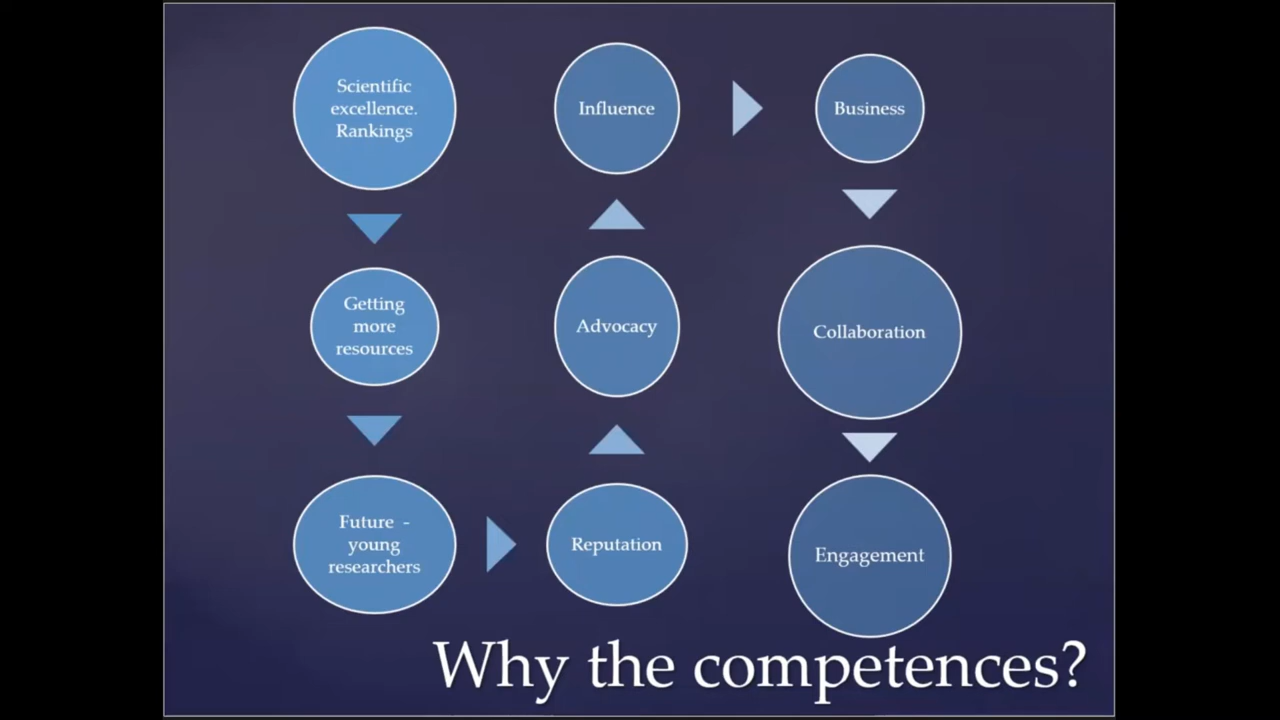 Scientific
excellence.
Rankings
Getting
more
resources
Future -
young
researchers
Reputation
Advocacy
Influence
Business
Collaboration
Engagement
Why the competences?